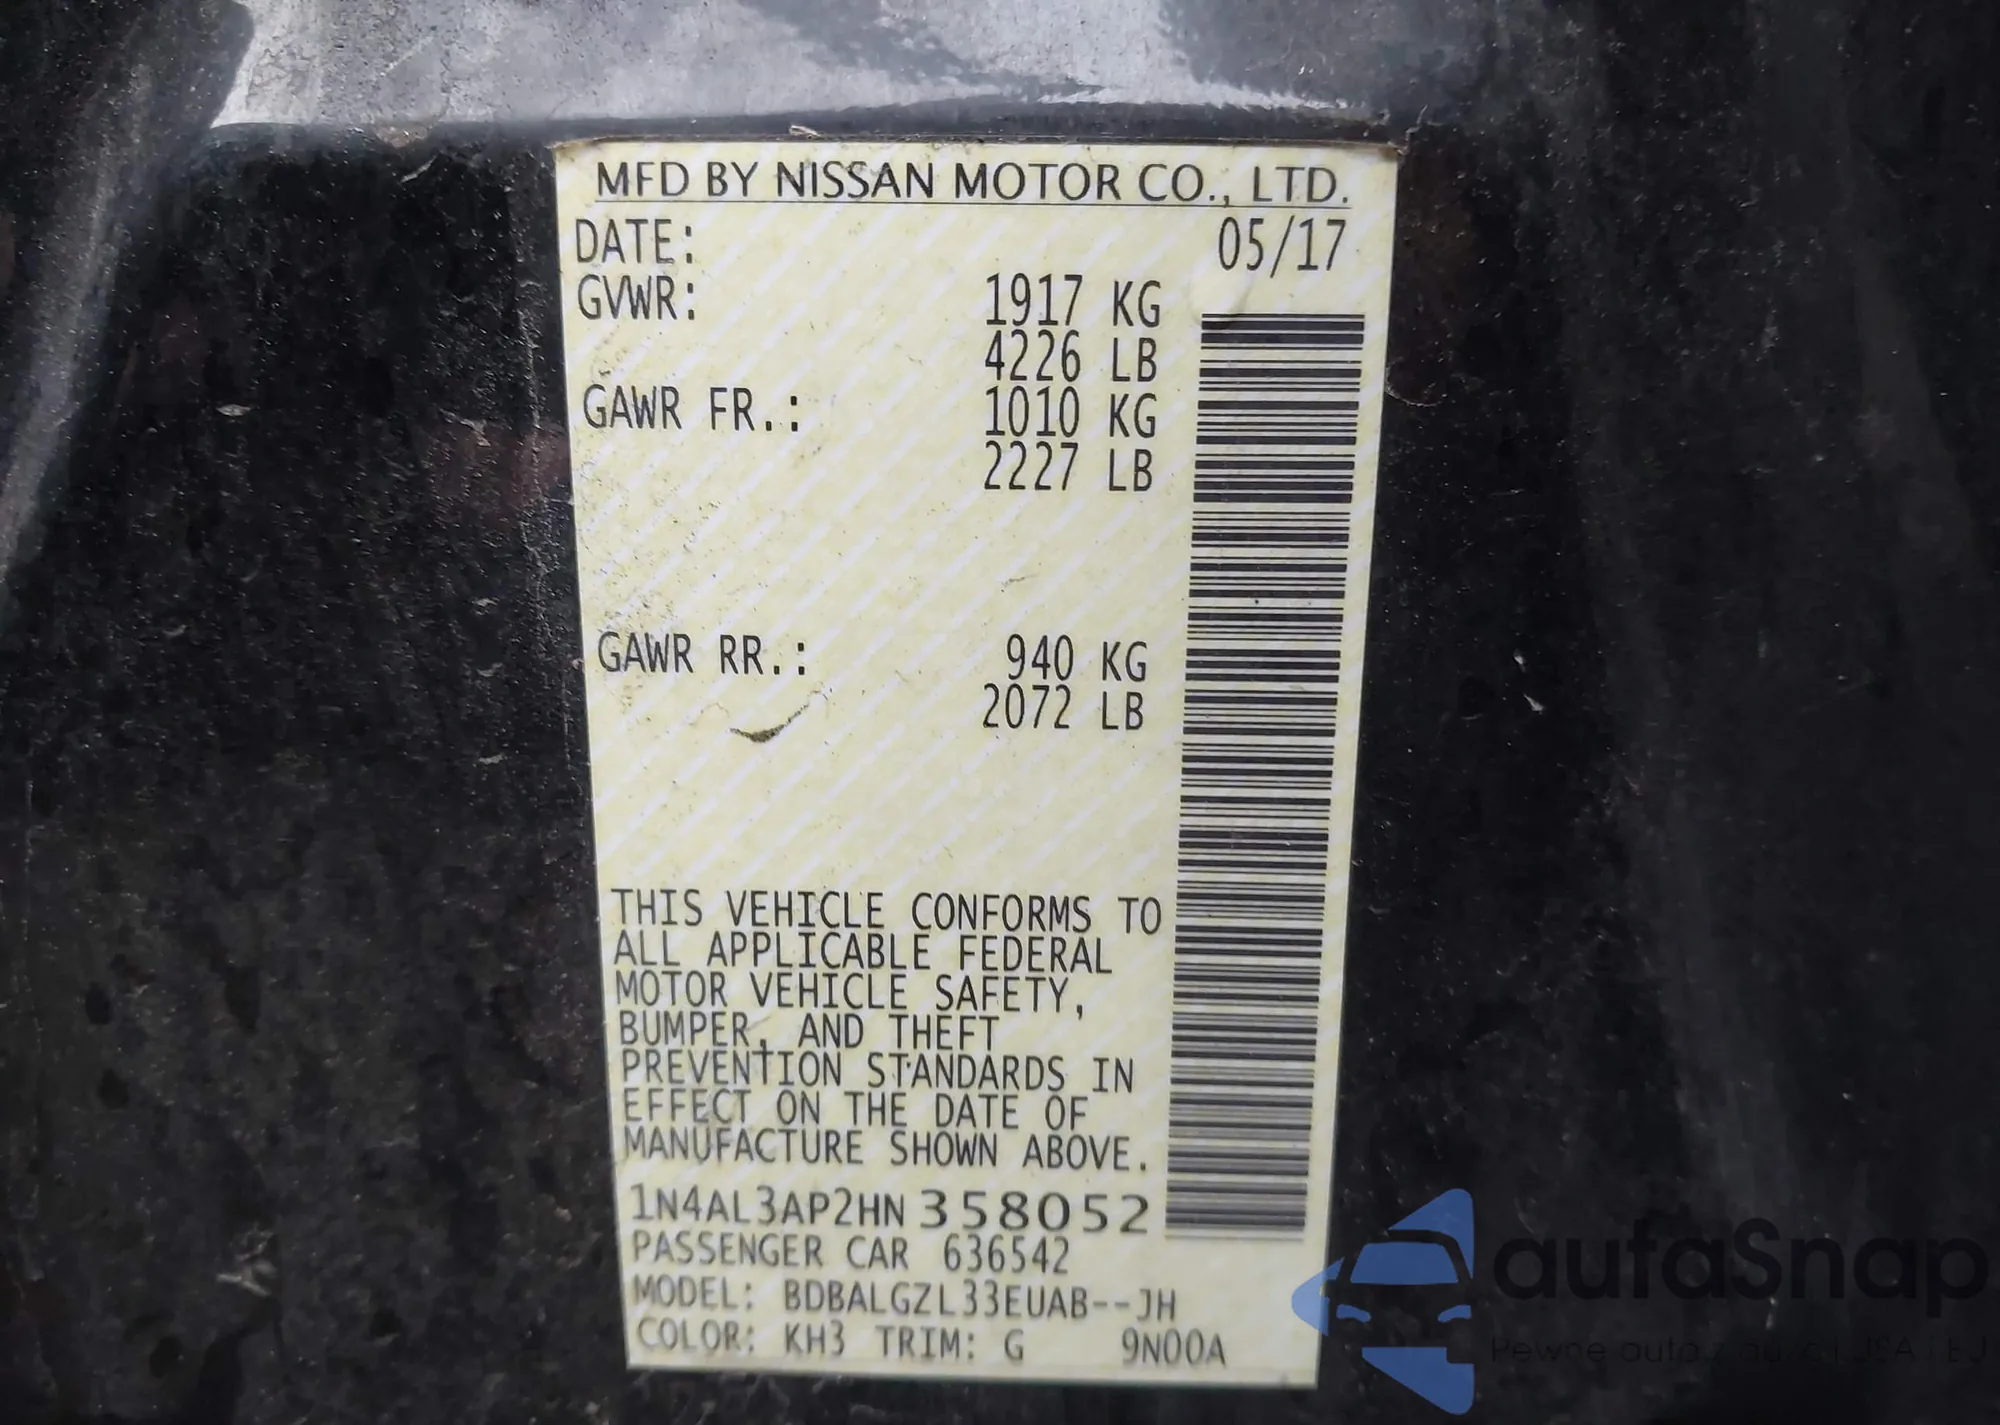 MFD BY NISSAN MOTOR CO., LTD.
DATE: 05/17
GVWR: 1917 KG
4226 LB
GAWR FR.: 1010 KG
2227 LB
GAWR RR.: 940 KG
2072 LB
THIS VEHICLE CONFORMS TO
ALL APPLICABLE FEDERAL
MOTOR VEHICLE SAFETY,
BUMPER, AND THEFT
PREVENTION STANDARDS IN
EFFECT ON THE DATE OF
MANUFACTURE SHOWN ABOVE.
1N4AL3AP2HN358052
PASSENGER CAR 636542
MODEL: BDBALGZL33EUAB--JH
COLOR: KH3 TRIM: G 9N00A
autaSnap
Pewne auto z